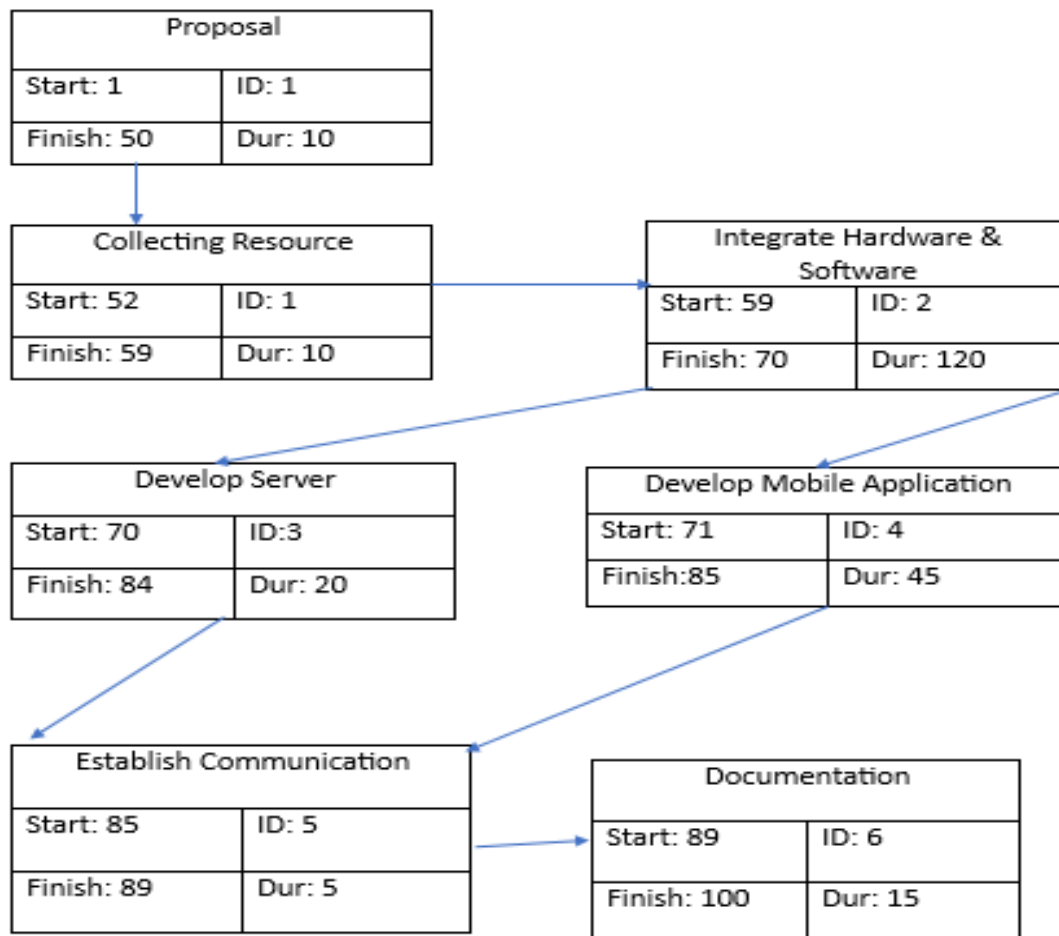 Proposal
Start: 1
ID: 1
Finish: 50
Dur: 10
Collecting Resource
Start: 52
ID: 1
Finish: 59
Dur: 10
Integrate Hardware &
Software
Start: 59
ID: 2
Finish: 70
Dur: 120
Develop Server
Start: 70
ID:3
Finish: 84
Dur: 20
Develop Mobile Application
Start: 71
ID: 4
Finish:85
Dur: 45
Establish Communication
Start: 85
ID: 5
Finish: 89
Dur: 5
Documentation
Start: 89
ID: 6
Finish: 100
Dur: 15